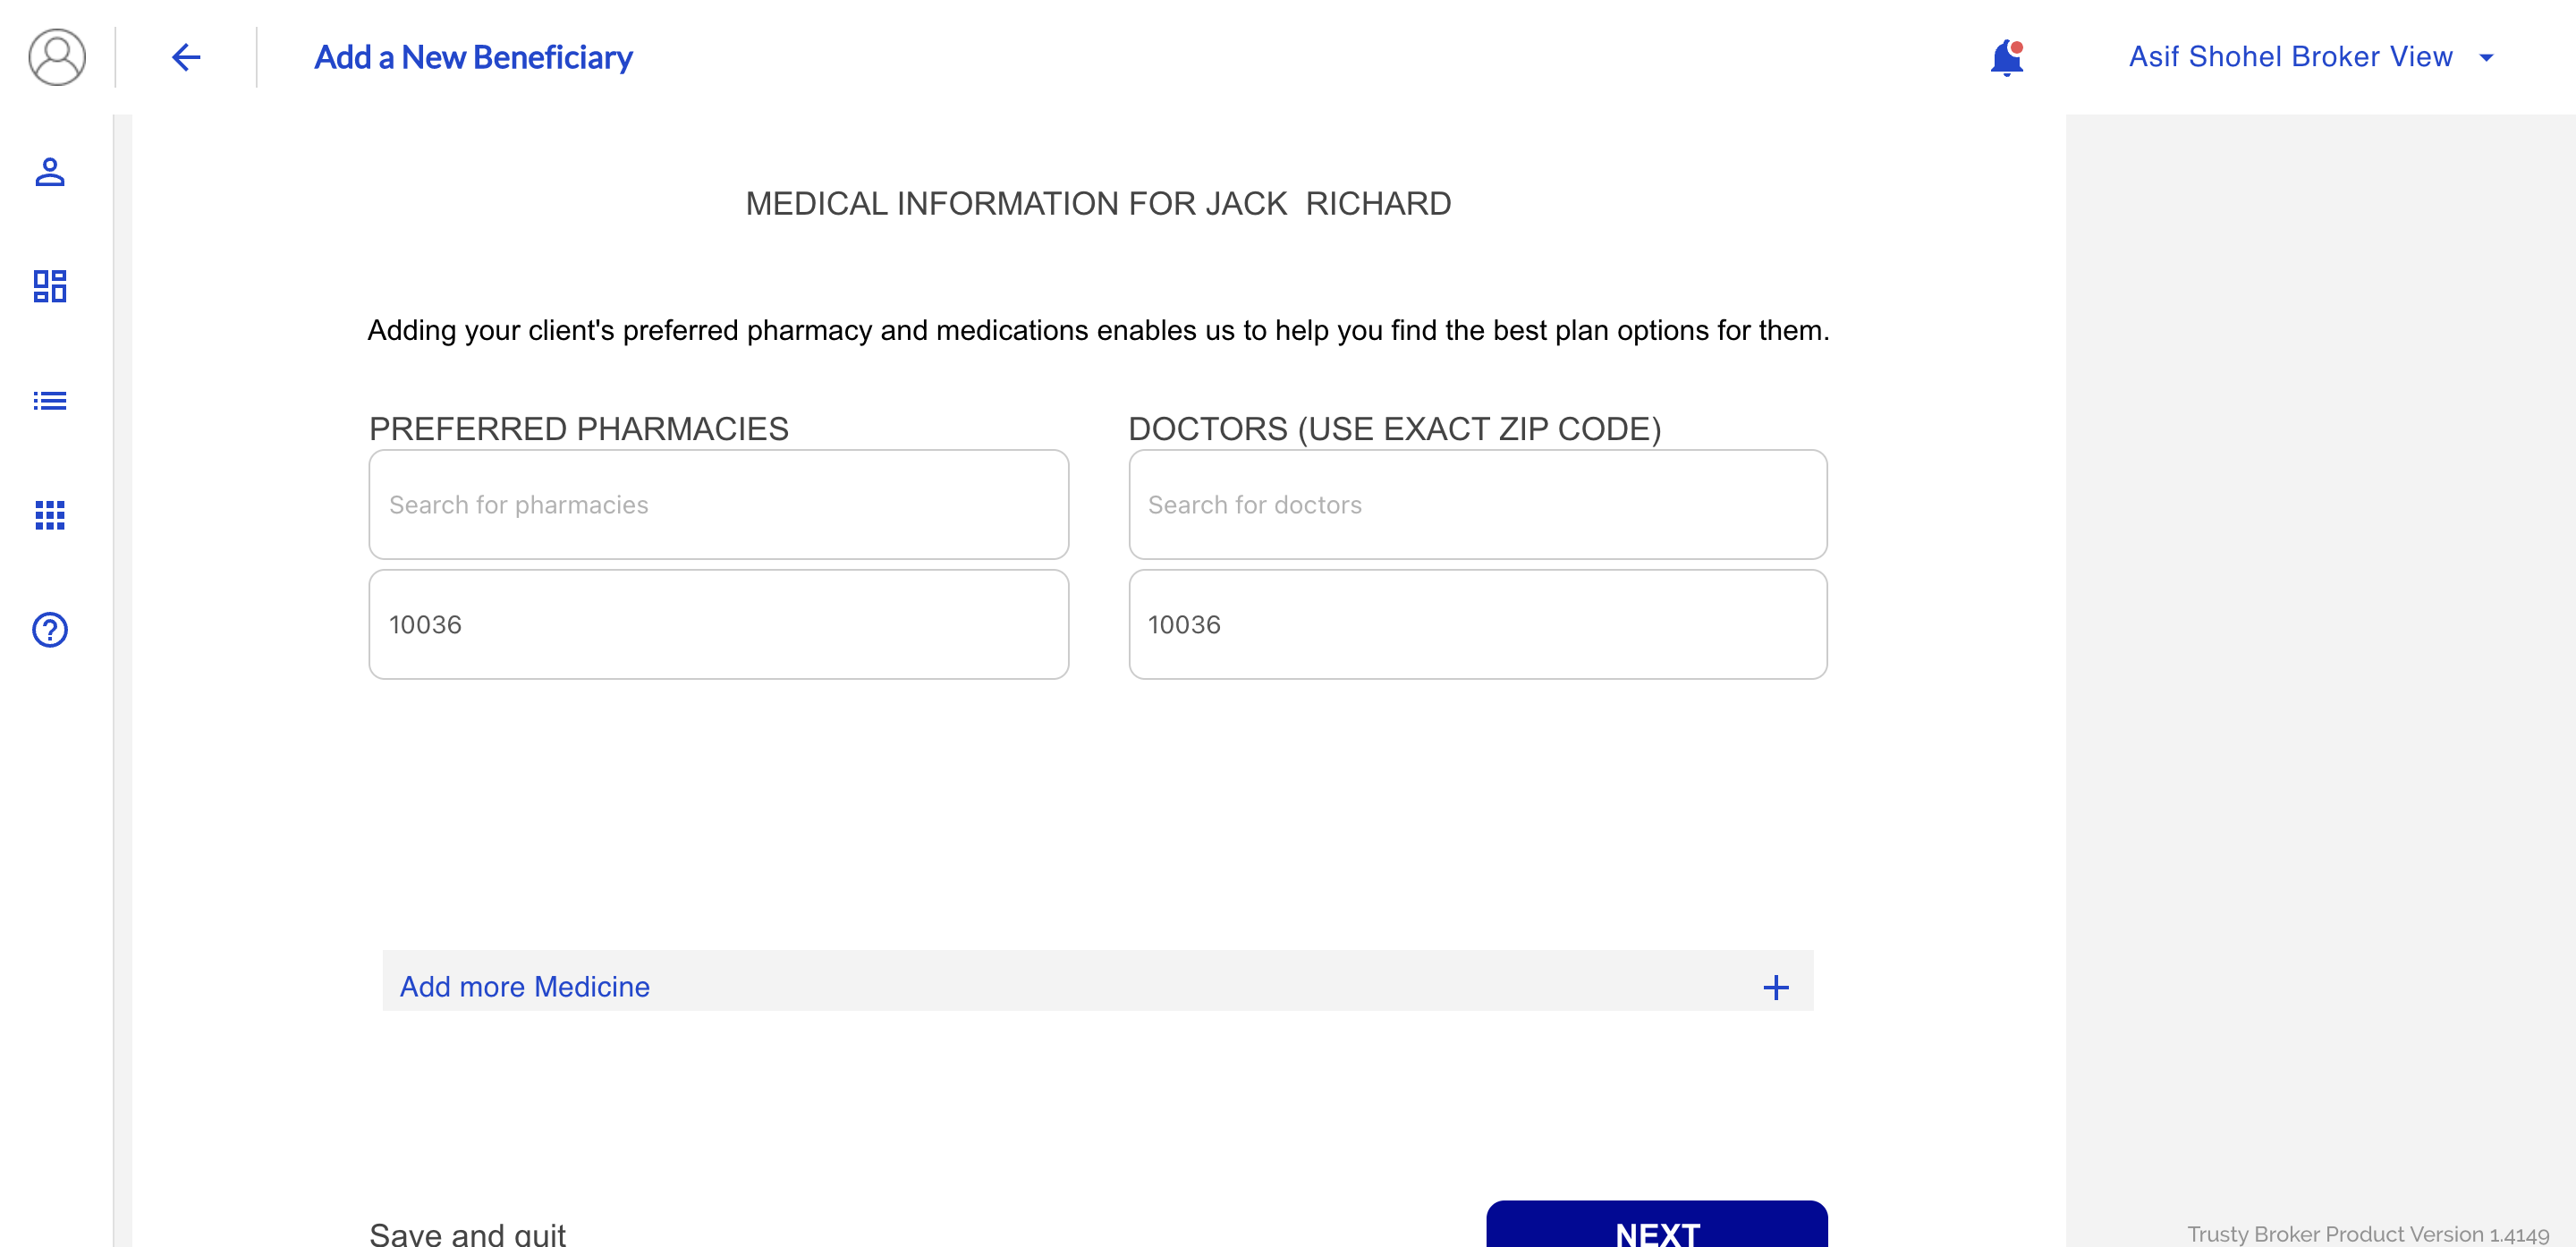 Add a New Beneficiary
Asif Shohel Broker View
MEDICAL INFORMATION FOR JACK  RICHARD
Adding your client's preferred pharmacy and medications enables us to help you find the best plan options for them.
PREFERRED PHARMACIES
DOCTORS (USE EXACT ZIP CODE)
Search for pharmacies
Search for doctors
10036
10036
Add more Medicine
Save and quit
NEXT
Trusty Broker Product Version 1.4149